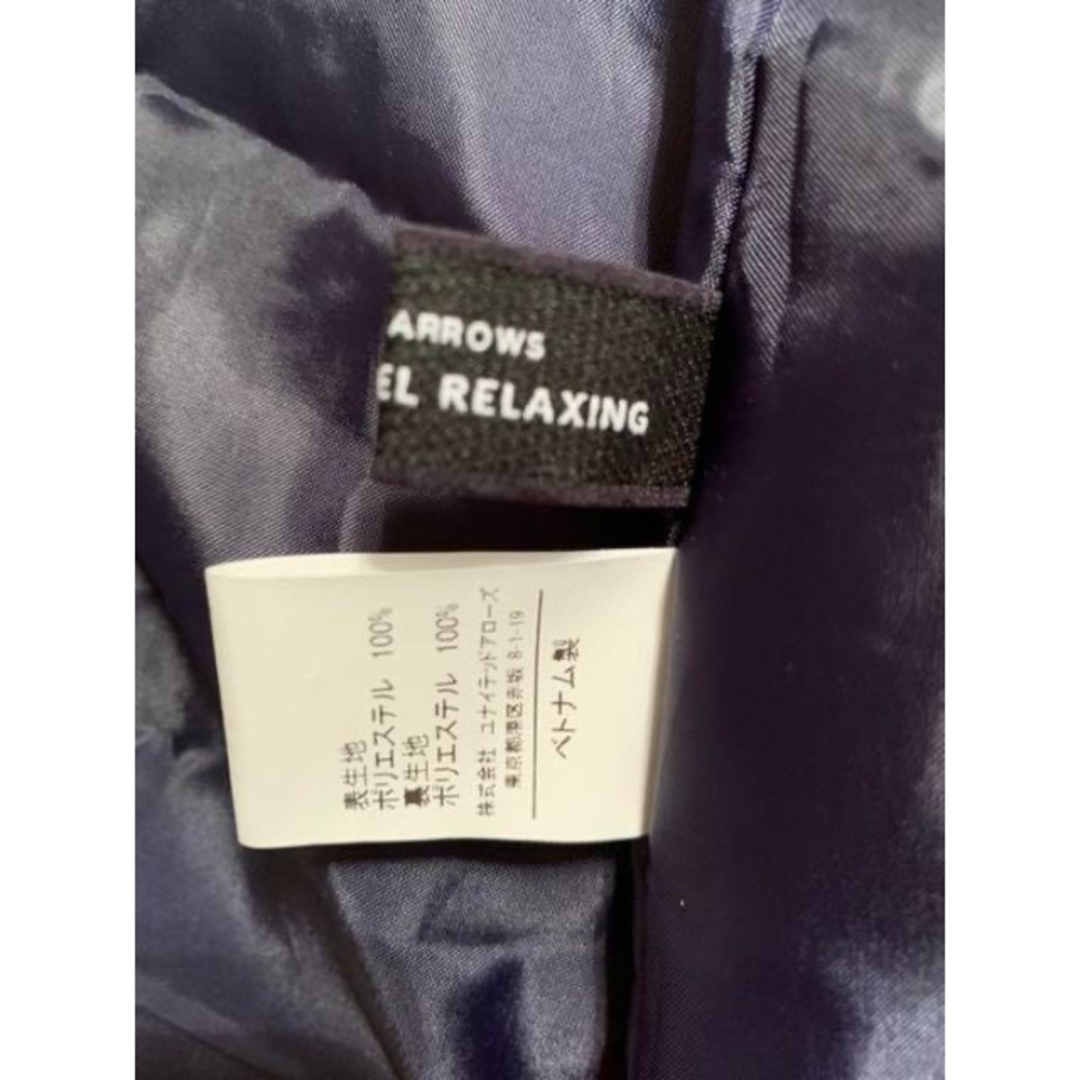 ARROWS
EL RELAXING
表生地
ポリエステル 100%
裏生地
ポリエステル 100%
株式会社 ユナイテッドアローズ
東京都港区赤坂 8-1-19
ベトナム製